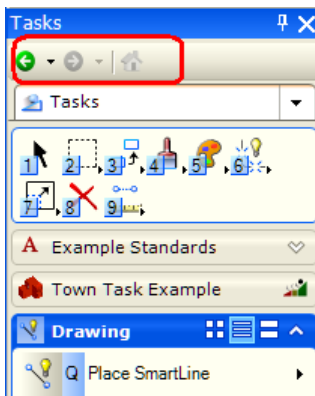 Tasks
Tasks
1 2 3 4 5 6
7 8 9
A Example Standards
Town Task Example
Drawing
Q Place SmartLine